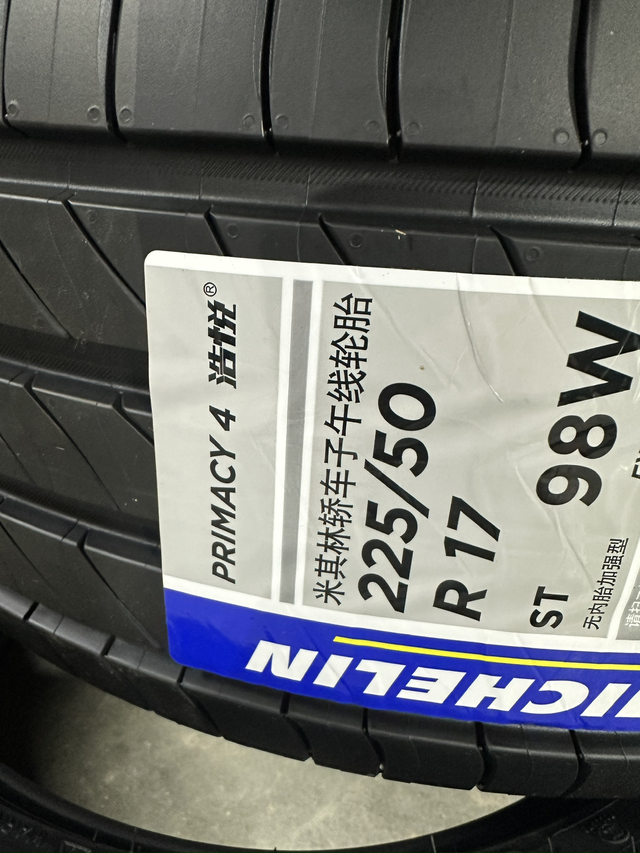 PRIMACY 4 浩悦®
米其林轿车子午线轮胎
225/50
R 17 98W
ST
无内胎加强型
MICHELIN